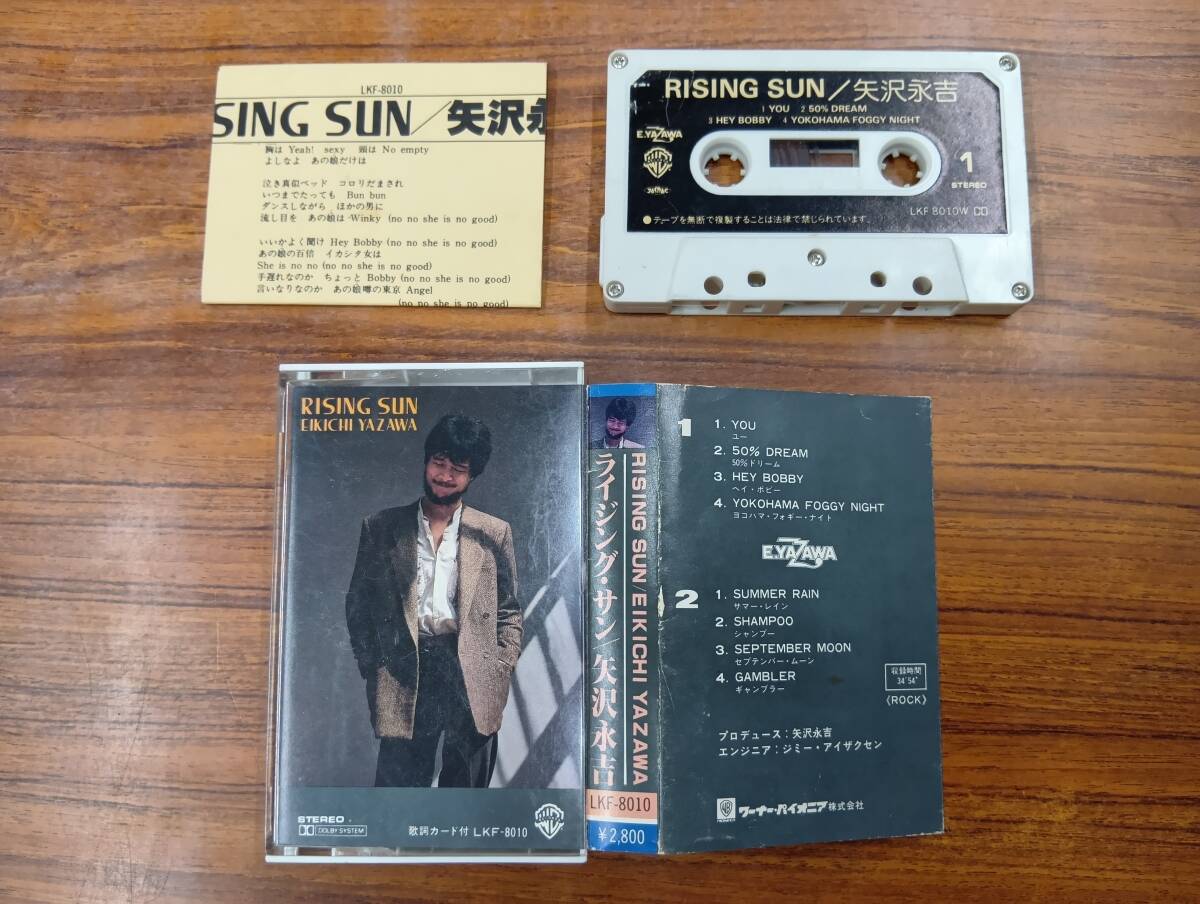 LKF-8010
SING SUN/矢沢永
胸は Yeah! sexy 頭は No empty
よしなよ あの娘だけは
泣き真似ベッド コロリだまされ
いつまでたっても Bun bun
ダンスしながら ほかの男に
流し目を あの娘は Winky (no no she is no good)
いいかよく聞け Hey Bobby (no no she is no good)
あの娘の百倍 イカシタ女は
She is no no (no no she is no good)
手遅れなのか ちょっと Bobby (no no she is no good)
言いなりなのか あの娘噂の東京 Angel
(no no she is no good)
RISING SUN/矢沢永吉
1 YOU 2 50% DREAM
3 HEY BOBBY 4 YOKOHAMA FOGGY NIGHT
E.YAZAWA
1
STEREO
LKF 8010W
●テープを無断で複製することは法律で禁じられています。
RISING SUN
EIKICHI YAZAWA
STEREO
DOLBY SYSTEM
歌詞カード付 LKF-8010
RISING SUN/EIKICHI YAZAWA
ライジング・サン/矢沢永吉
LKF-8010
¥2,800
1
1. YOU
ユー
2. 50% DREAM
50%ドリーム
3. HEY BOBBY
ヘイ・ボビー
4. YOKOHAMA FOGGY NIGHT
ヨコハマ・フォギー・ナイト
E.YAZAWA
2
1. SUMMER RAIN
サマー・レイン
2. SHAMPOO
シャンプー
3. SEPTEMBER MOON
セプテンバー・ムーン
4. GAMBLER
ギャンブラー
収録時間
34'54"
〈ROCK〉
プロデュース:矢沢永吉
エンジニア:ジミー・アイザクセン
ワーナー・パイオニア株式会社